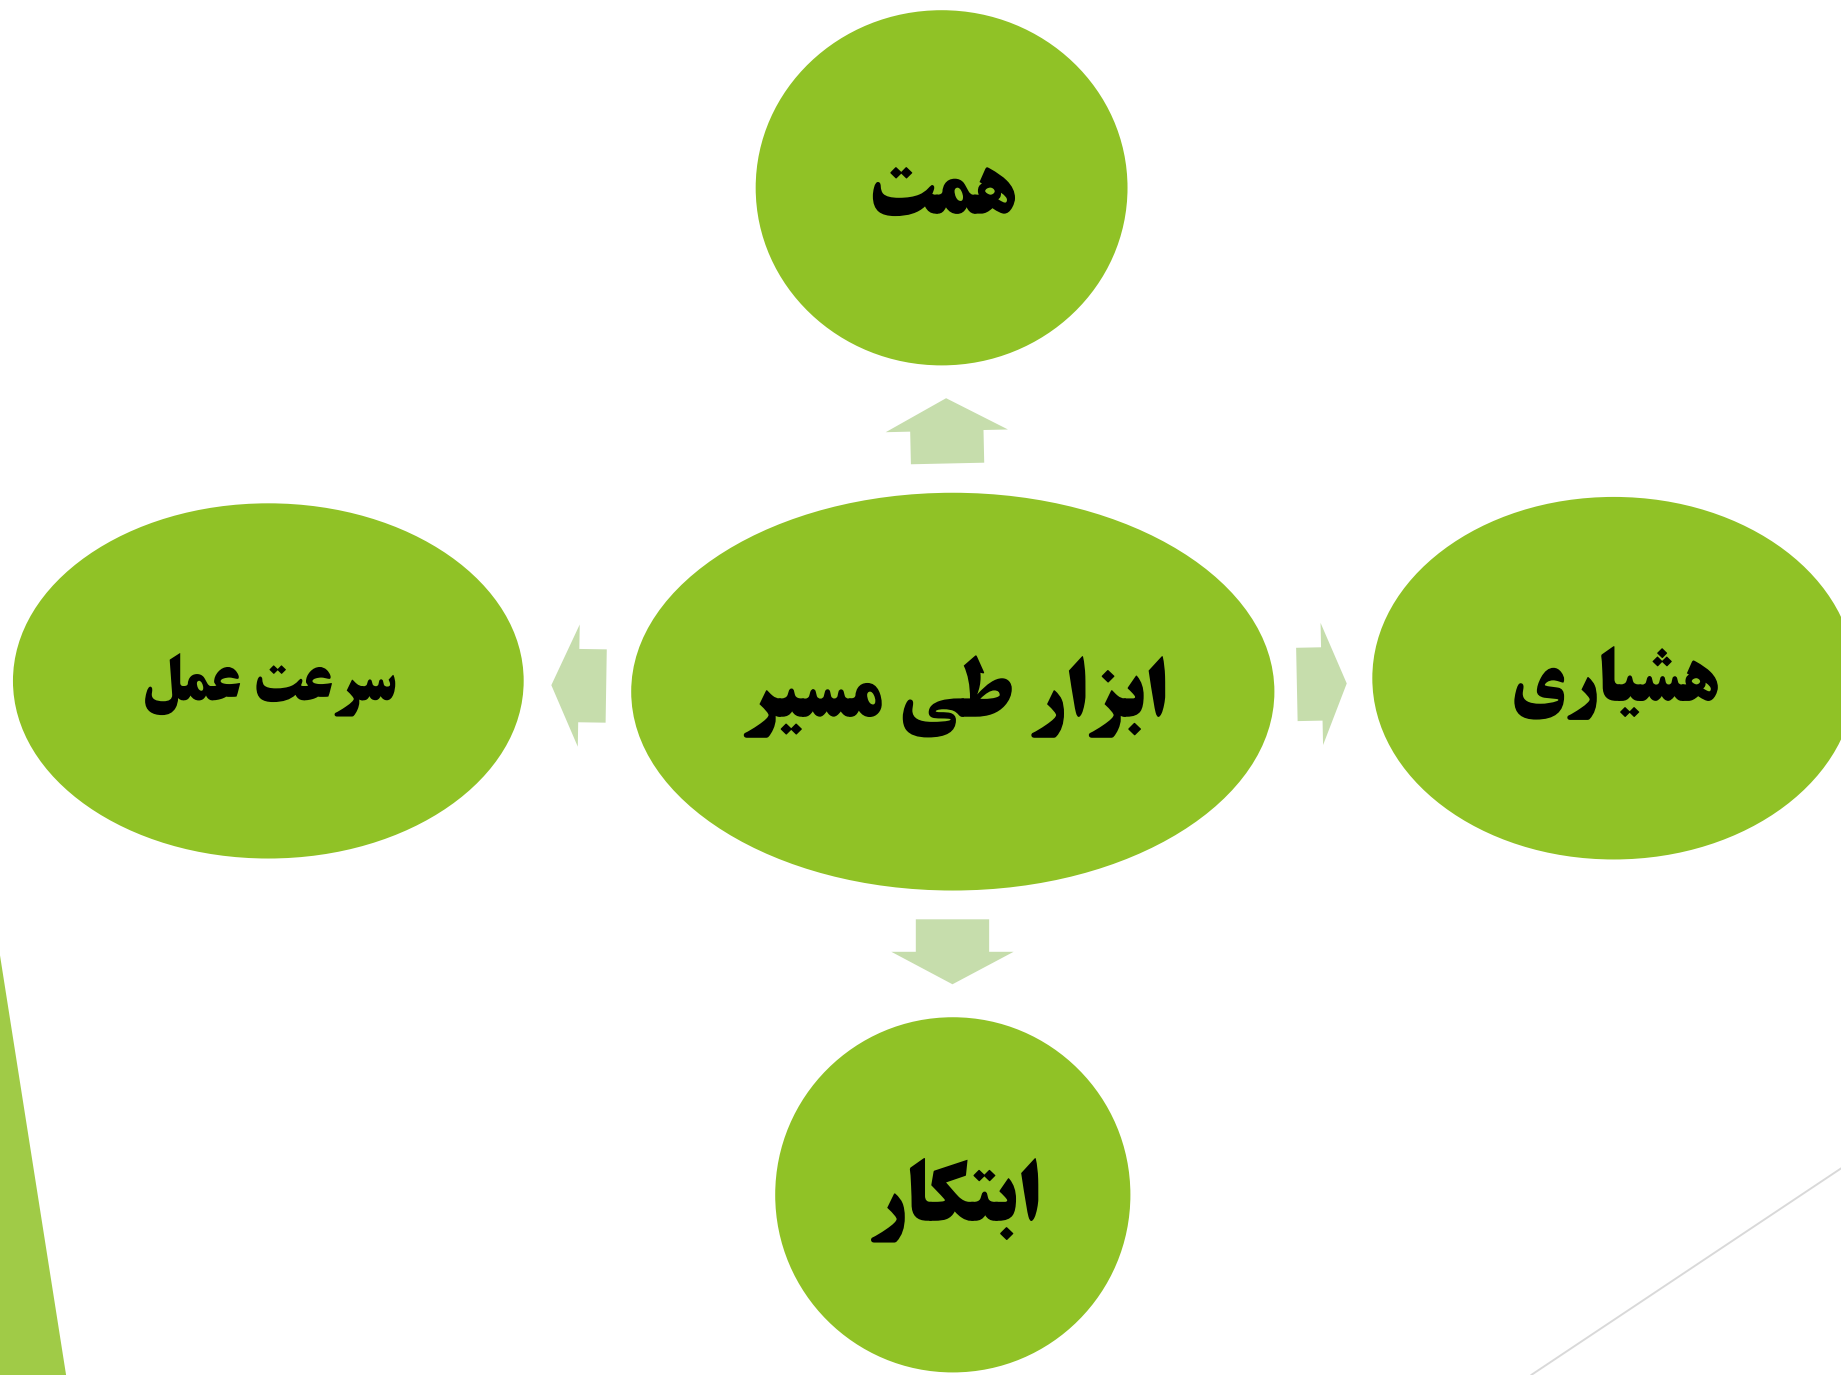 همت
هشیاری
ابزار طی مسیر
سرعت عمل
ابتکار